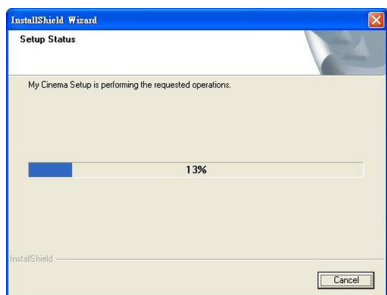 InstallShield Wizard
Setup Status
My Cinema Setup is performing the requested operations.
13%
InstallShield
Cancel